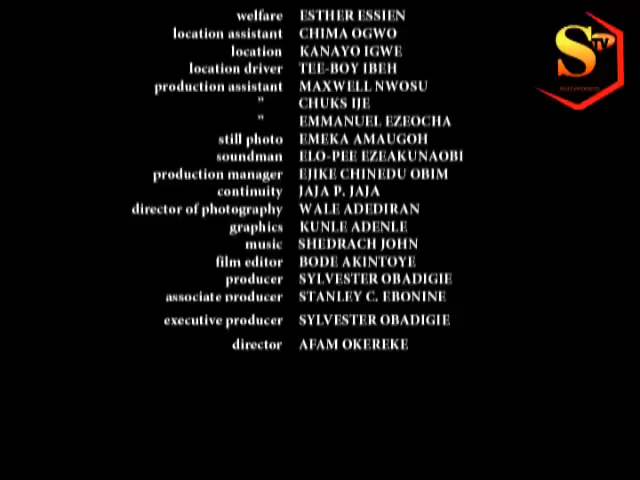 welfare ESTHER ESSIEN
location assistant CHIMA OGWO
location KANAYO IGWE
location driver TEE-BOY IBEH
production assistant MAXWELL NWOSU
" CHUKS IJE
" EMMANUEL EZEOCHA
still photo EMEKA AMAUGOH
soundman ELO-PEE EZEAKUNAOBI
production manager EJIKE CHINEDU OBIM
continuity JAJA P. JAJA
director of photography WALE ADEDIRAN
graphics KUNLE ADENLE
music SHEDRACH JOHN
film editor BODE AKINTOYE
producer SYLVESTER OBADIGIE
associate producer STANLEY C. EBONINE
executive producer SYLVESTER OBADIGIE
director AFAM OKEREKE
S TV